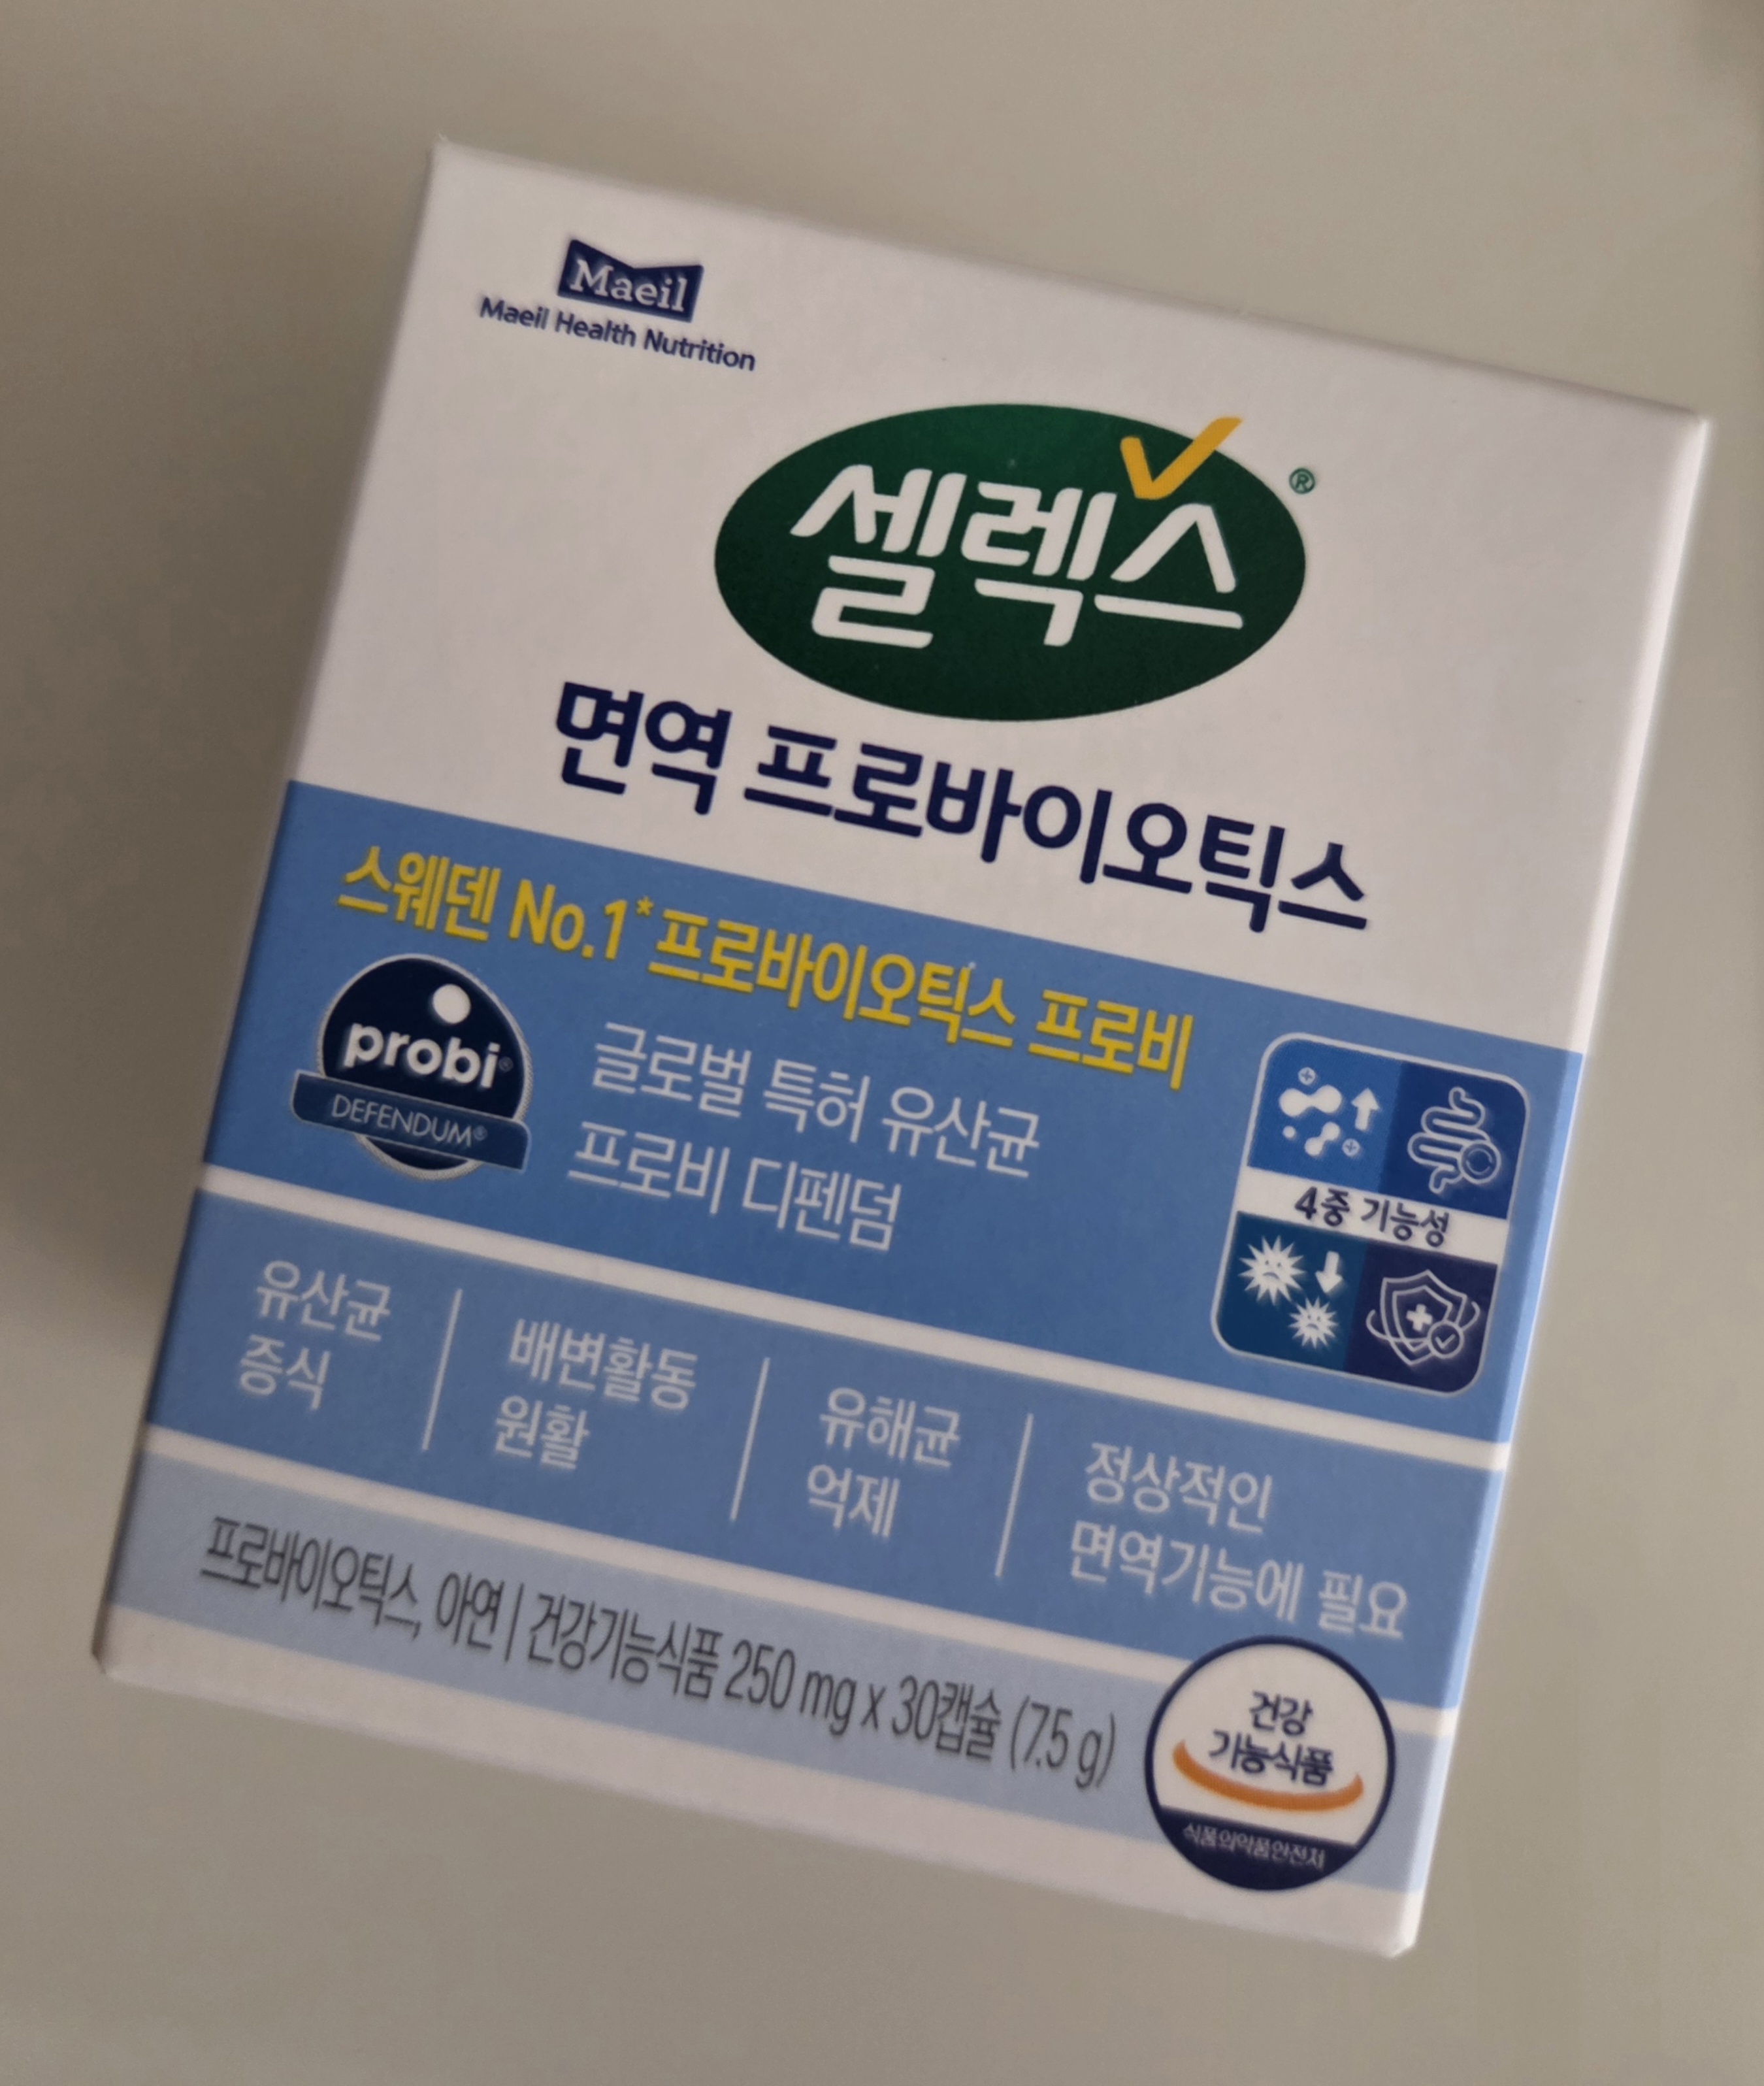 Maeil
Maeil Health Nutrition
셀렉스®
면역 프로바이오틱스
스웨덴 No.1* 프로바이오틱스 프로비
probi®
DEFENDUM®
글로벌 특허 유산균
프로비 디펜덤
4중 기능성
유산균
증식
배변활동
원활
유해균
억제
정상적인
면역기능에 필요
프로바이오틱스, 아연 | 건강기능식품 250 mg x 30캡슐 (7.5 g)
건강
기능식품
식품의약품안전처